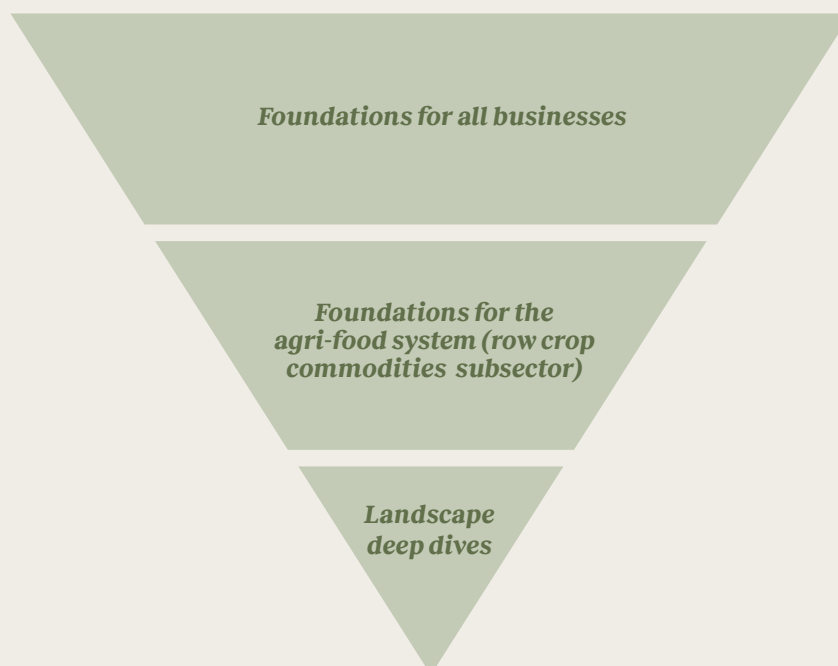 Foundations for all businesses
Foundations for the
agri-food system (row crop
commodities subsector)
Landscape
deep dives